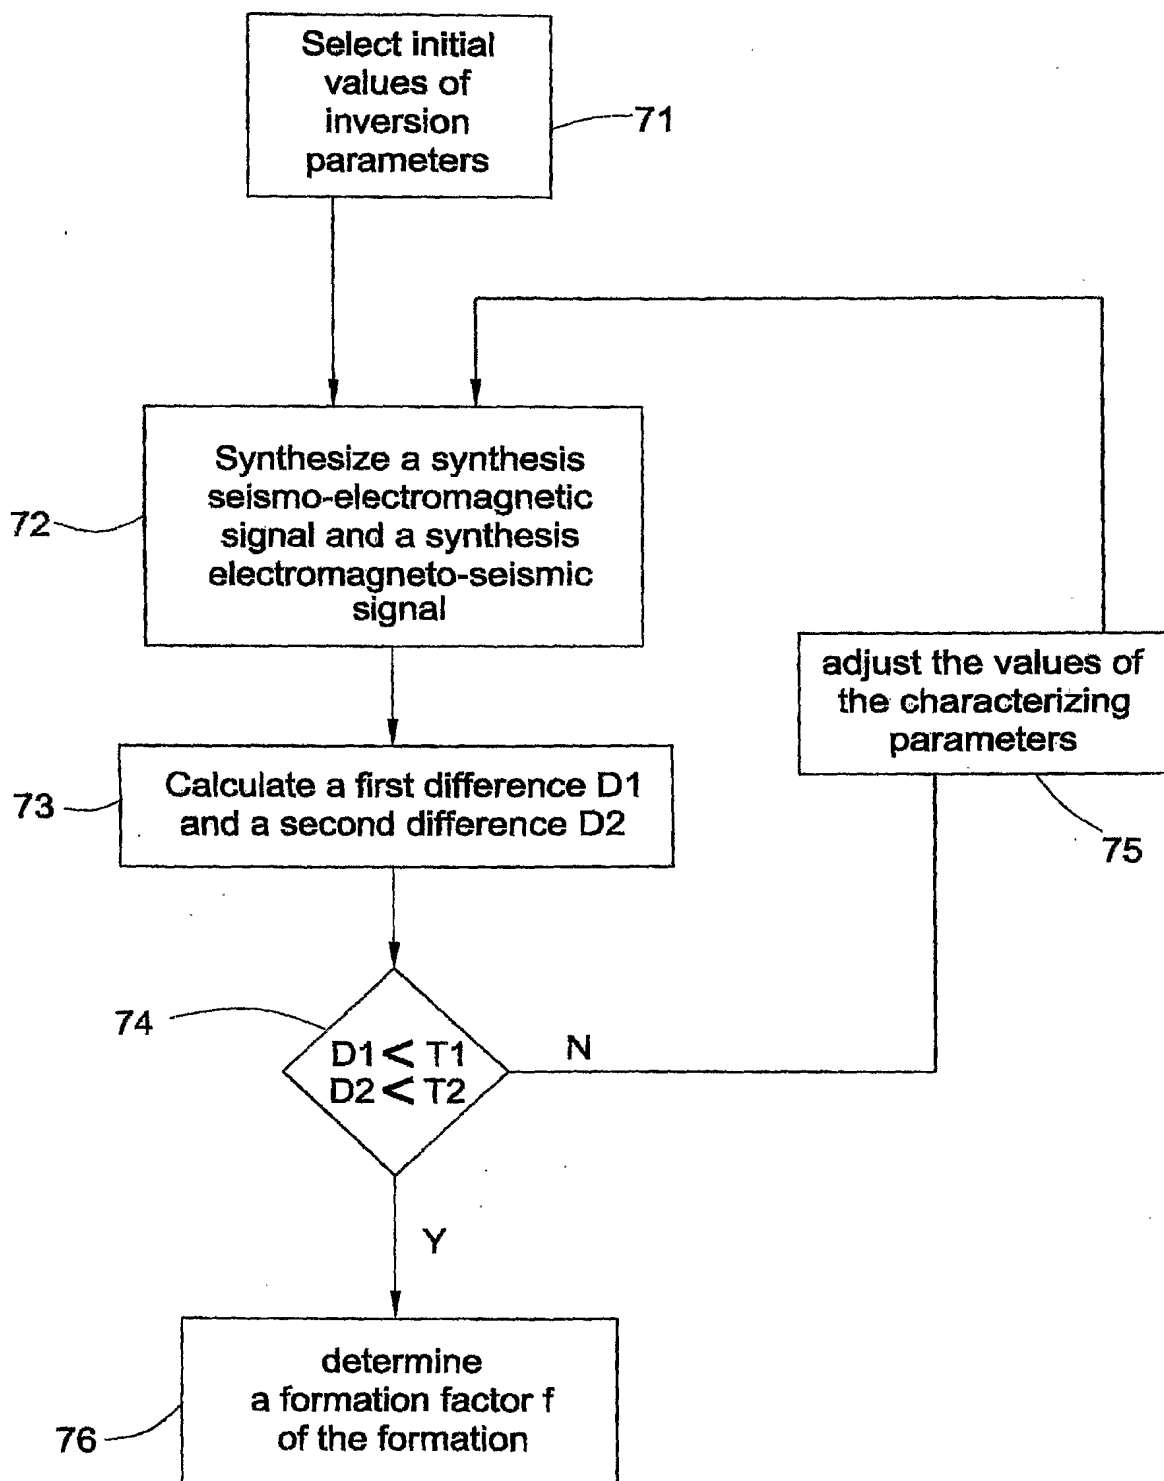 Select initial
values of
inversion
parameters
71
Synthesize a synthesis
seismo-electromagnetic
signal and a synthesis
electromagneto-seismic
signal
72
adjust the values of
the characterizing
parameters
75
Calculate a first difference D1
and a second difference D2
73
74
D1 < T1
D2 < T2
N
Y
determine
a formation factor f
of the formation
76